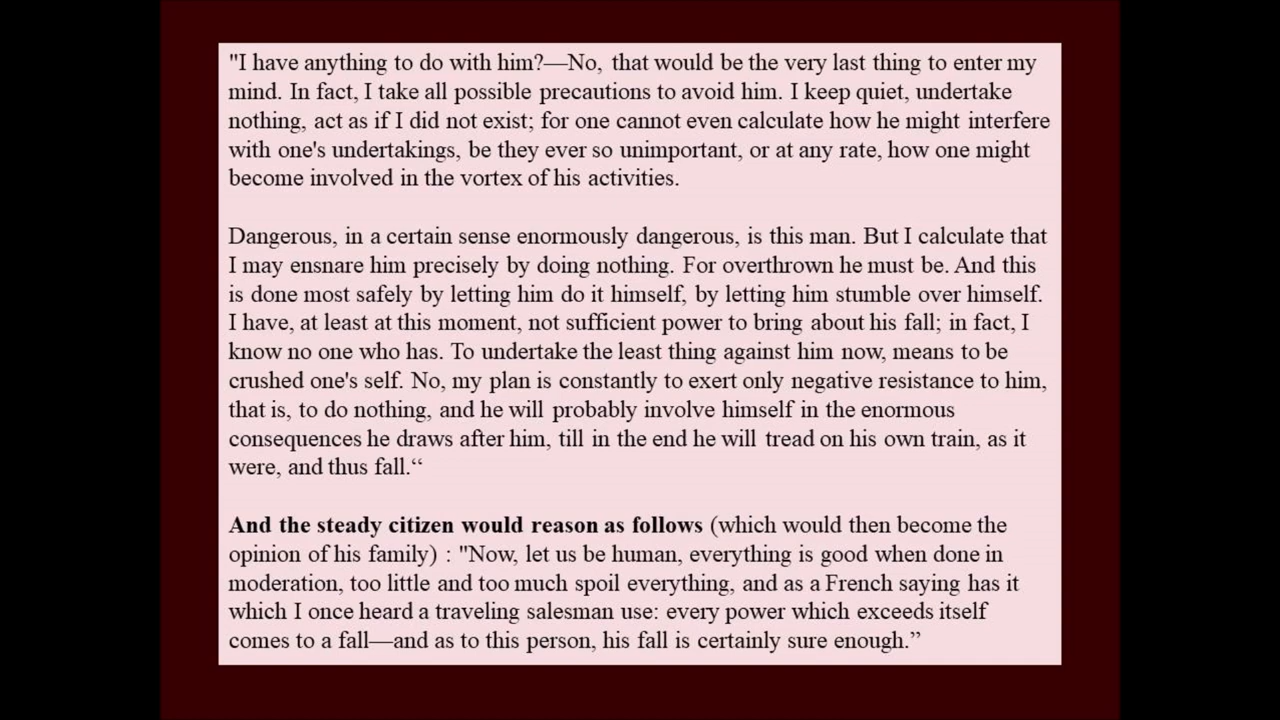 "I have anything to do with him?—No, that would be the very last thing to enter my
mind. In fact, I take all possible precautions to avoid him. I keep quiet, undertake
nothing, act as if I did not exist; for one cannot even calculate how he might interfere
with one's undertakings, be they ever so unimportant, or at any rate, how one might
become involved in the vortex of his activities.
Dangerous, in a certain sense enormously dangerous, is this man. But I calculate that
I may ensnare him precisely by doing nothing. For overthrown he must be. And this
is done most safely by letting him do it himself, by letting him stumble over himself.
I have, at least at this moment, not sufficient power to bring about his fall; in fact, I
know no one who has. To undertake the least thing against him now, means to be
crushed one's self. No, my plan is constantly to exert only negative resistance to him,
that is, to do nothing, and he will probably involve himself in the enormous
consequences he draws after him, till in the end he will tread on his own train, as it
were, and thus fall.“
And the steady citizen would reason as follows (which would then become the
opinion of his family) : "Now, let us be human, everything is good when done in
moderation, too little and too much spoil everything, and as a French saying has it
which I once heard a traveling salesman use: every power which exceeds itself
comes to a fall—and as to this person, his fall is certainly sure enough.”